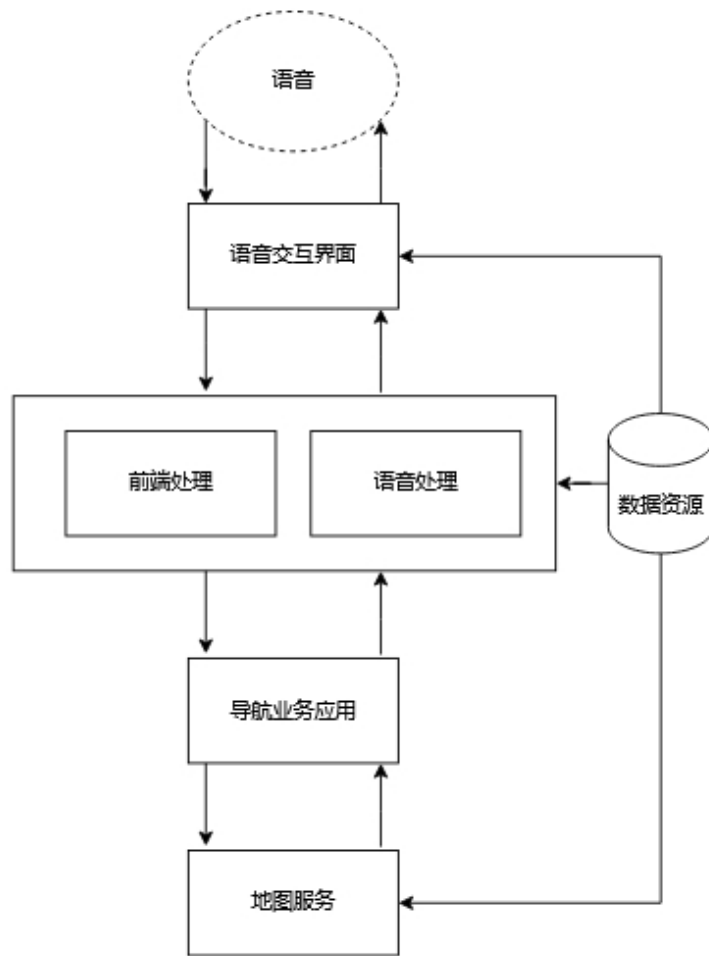 语音
语音交互界面
前端处理
语音处理
数据资源
导航业务应用
地图服务